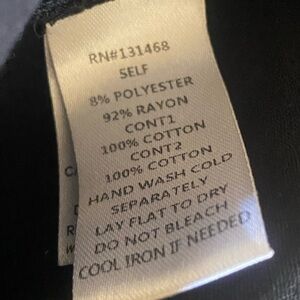 RN#131468
SELF
8% POLYESTER
92% RAYON
CONT1
100% COTTON
CONT2
100% COTTON
HAND WASH COLD
SEPARATELY
LAY FLAT TO DRY
DO NOT BLEACH
COOL IRON IF NEEDED